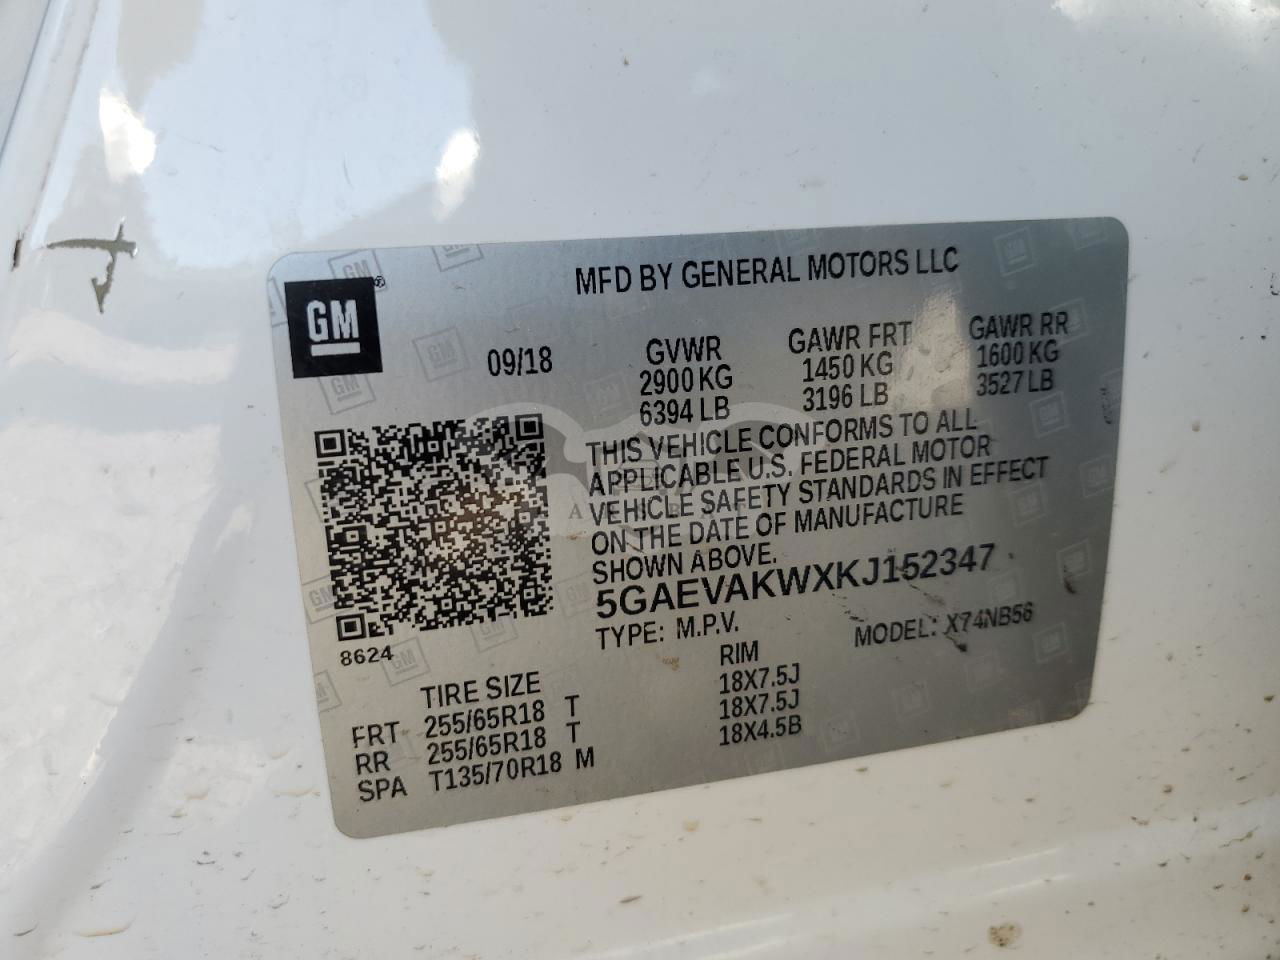 MFD BY GENERAL MOTORS LLC
GM®
09/18
GVWR
2900 KG
6394 LB
GAWR FRT
1450 KG
3196 LB
GAWR RR
1600 KG
3527 LB
THIS VEHICLE CONFORMS TO ALL
APPLICABLE U.S. FEDERAL MOTOR
VEHICLE SAFETY STANDARDS IN EFFECT
ON THE DATE OF MANUFACTURE
SHOWN ABOVE.
5GAEVAKWXKJ152347
TYPE: M.P.V. MODEL: X74NB56
8624
TIRE SIZE RIM
FRT 255/65R18 T 18X7.5J
RR 255/65R18 T 18X7.5J
SPA T135/70R18 M 18X4.5B